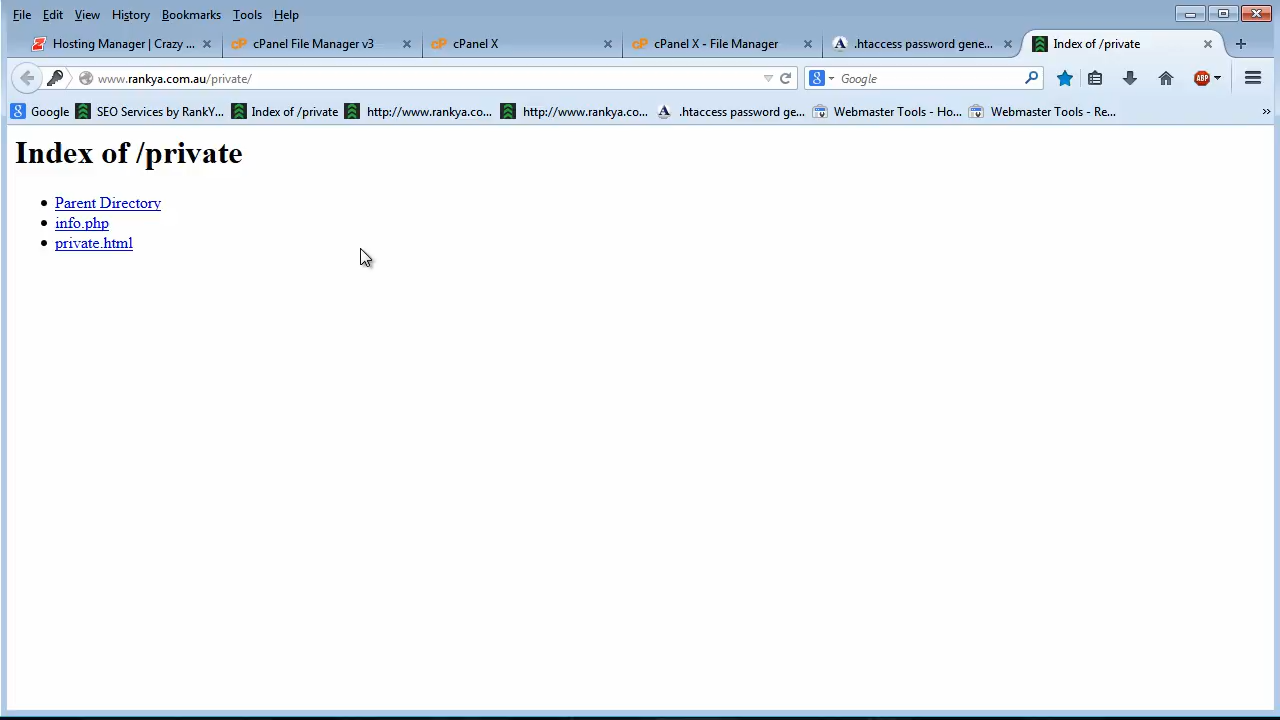 File Edit View History Bookmarks Tools Help
Hosting Manager | Crazy ... cPanel File Manager v3 cPanel X cPanel X - File Manager .htaccess password gene... Index of /private
www.rankya.com.au/private/ Google
Google SEO Services by RankY... Index of /private http://www.rankya.co... http://www.rankya.co... .htaccess password ge... Webmaster Tools - Ho... Webmaster Tools - Re...
Index of /private
Parent Directory
info.php
private.html